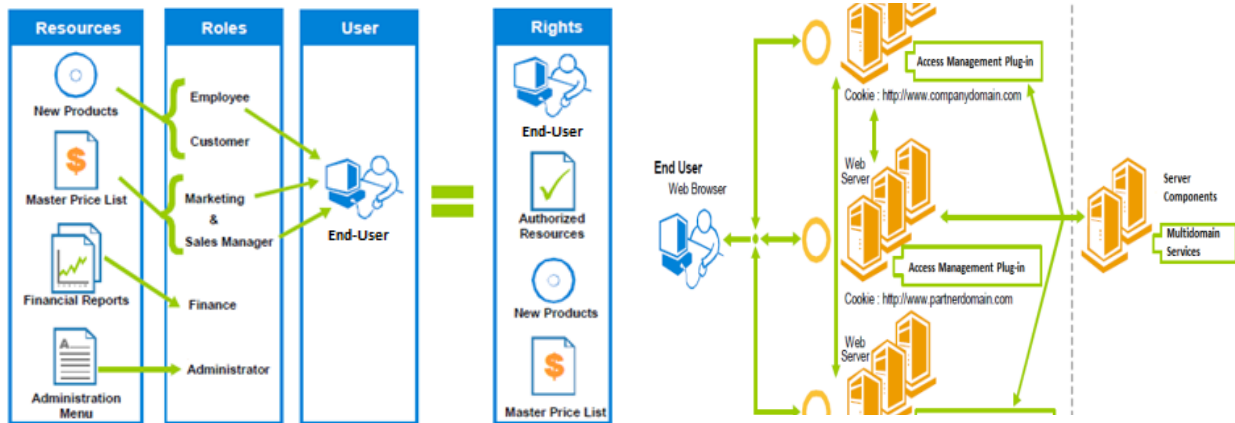 Resources
New Products
Master Price List
Financial Reports
Administration
Menu
Roles
Employee
Customer
Marketing
&
Sales Manager
Finance
Administrator
User
End-User
Rights
End-User
Authorized
Resources
New Products
Master Price List
End User
Web Browser
Access Management Plug-in
Cookie : http://www.companydomain.com
Web
Server
Access Management Plug-in
Cookie : http://www.partnerdomain.com
Web
Server
Server
Components
Multidomain
Services